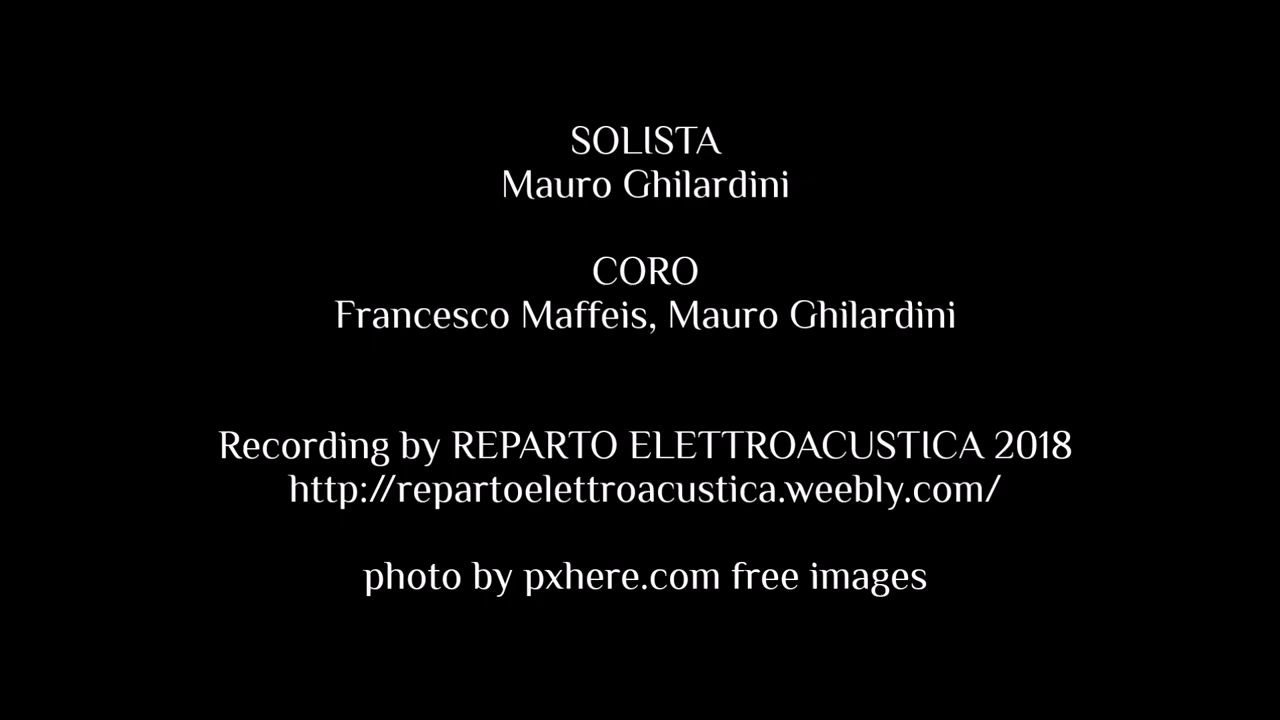 SOLISTA
Mauro Ghilardini
CORO
Francesco Maffeis, Mauro Ghilardini
Recording by REPARTO ELETTROACUSTICA 2018
http://repartoelettroacustica.weebly.com/
photo by pxhere.com free images